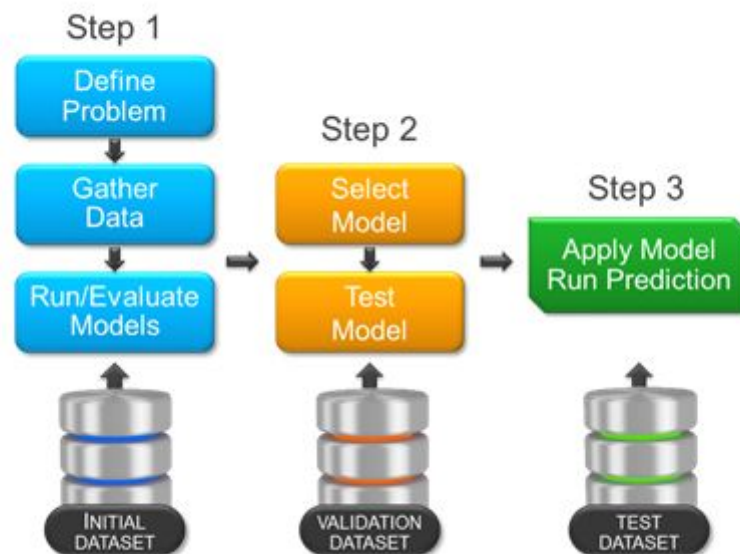 Step 1
Define
Problem
Gather
Data
Run/Evaluate
Models
INITIAL
DATASET
Step 2
Select
Model
Test
Model
VALIDATION
DATASET
Step 3
Apply Model
Run Prediction
TEST
DATASET